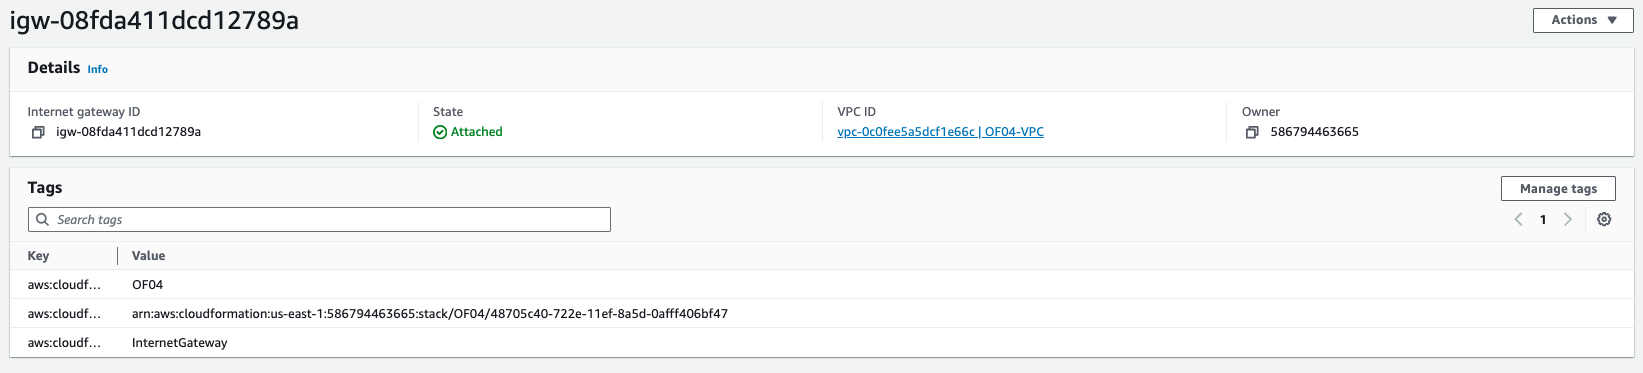 igw-08fda411dcd12789a
Actions
Details Info
Internet gateway ID
igw-08fda411dcd12789a
State
Attached
VPC ID
vpc-0c0fee5a5dcf1e66c | OF04-VPC
Owner
586794463665
Tags
Manage tags
Search tags
1
Key Value
aws:cloudf... OF04
aws:cloudf... arn:aws:cloudformation:us-east-1:586794463665:stack/OF04/48705c40-722e-11ef-8a5d-0afff406bf47
aws:cloudf... InternetGateway